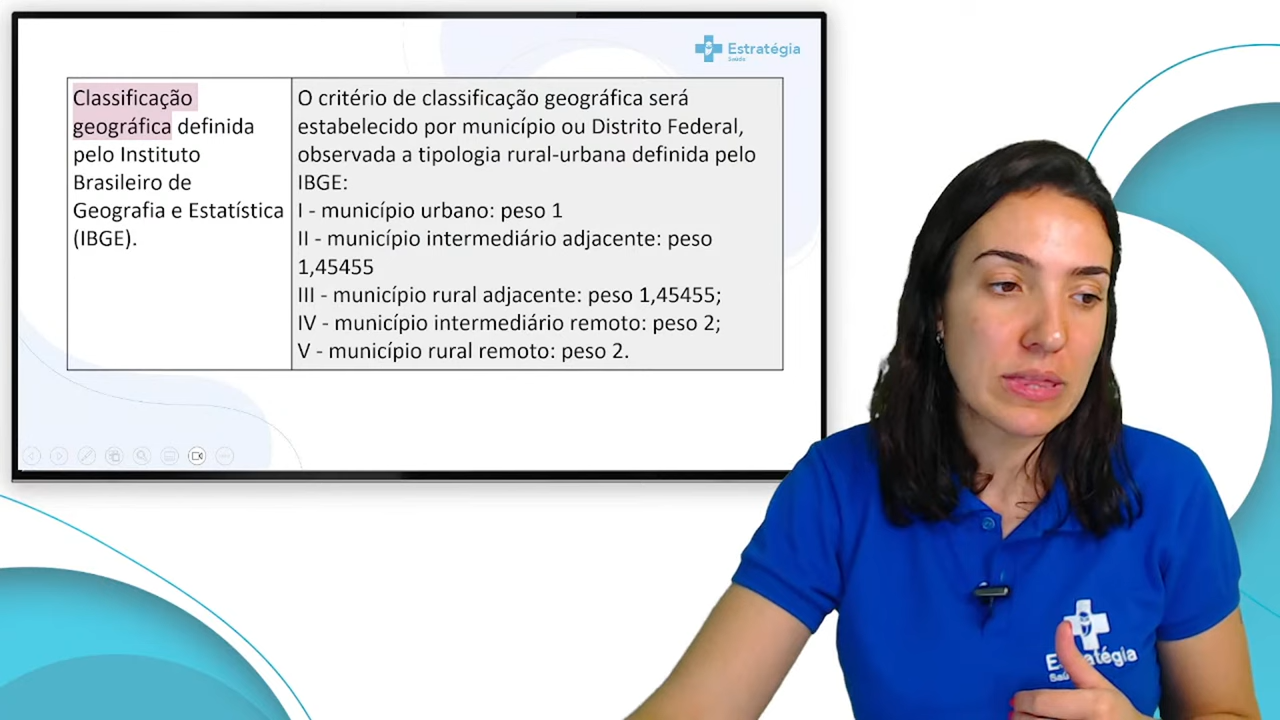 Estratégia
Saúde
Classificação
geográfica definida
pelo Instituto
Brasileiro de
Geografia e Estatística
(IBGE).
O critério de classificação geográfica será
estabelecido por município ou Distrito Federal,
observada a tipologia rural-urbana definida pelo
IBGE:
I - município urbano: peso 1
II - município intermediário adjacente: peso
1,45455
III - município rural adjacente: peso 1,45455;
IV - município intermediário remoto: peso 2;
V - município rural remoto: peso 2.